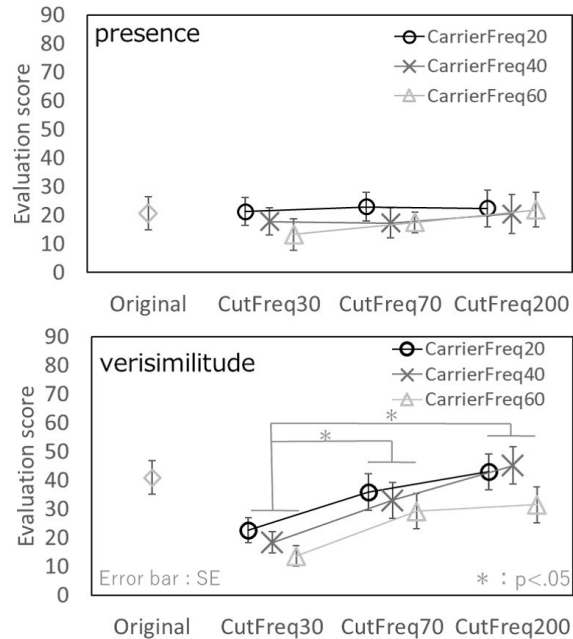 presence
CarrierFreq20
CarrierFreq40
CarrierFreq60
Evaluation score
90
80
70
60
50
40
30
20
10
0
Original CutFreq30 CutFreq70 CutFreq200
verisimilitude
CarrierFreq20
CarrierFreq40
CarrierFreq60
Evaluation score
90
80
70
60
50
40
30
20
10
0
*
*
Error bar : SE
* : p<.05
Original CutFreq30 CutFreq70 CutFreq200